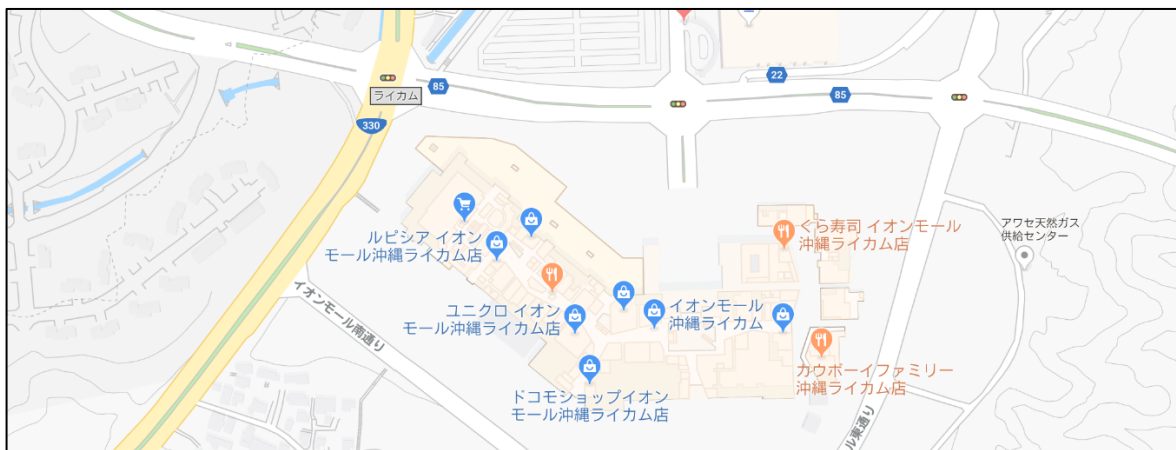 22
85
85
ライカム
330
くら寿司 イオンモール
沖縄ライカム店
アワセ天然ガス
供給センター
ルピシア イオン
モール沖縄ライカム店
イオンモール南通り
ユニクロ イオン
モール沖縄ライカム店
イオンモール
沖縄ライカム
カウボーイファミリー
沖縄ライカム店
ドコモショップイオン
モール沖縄ライカム店
ル東通り